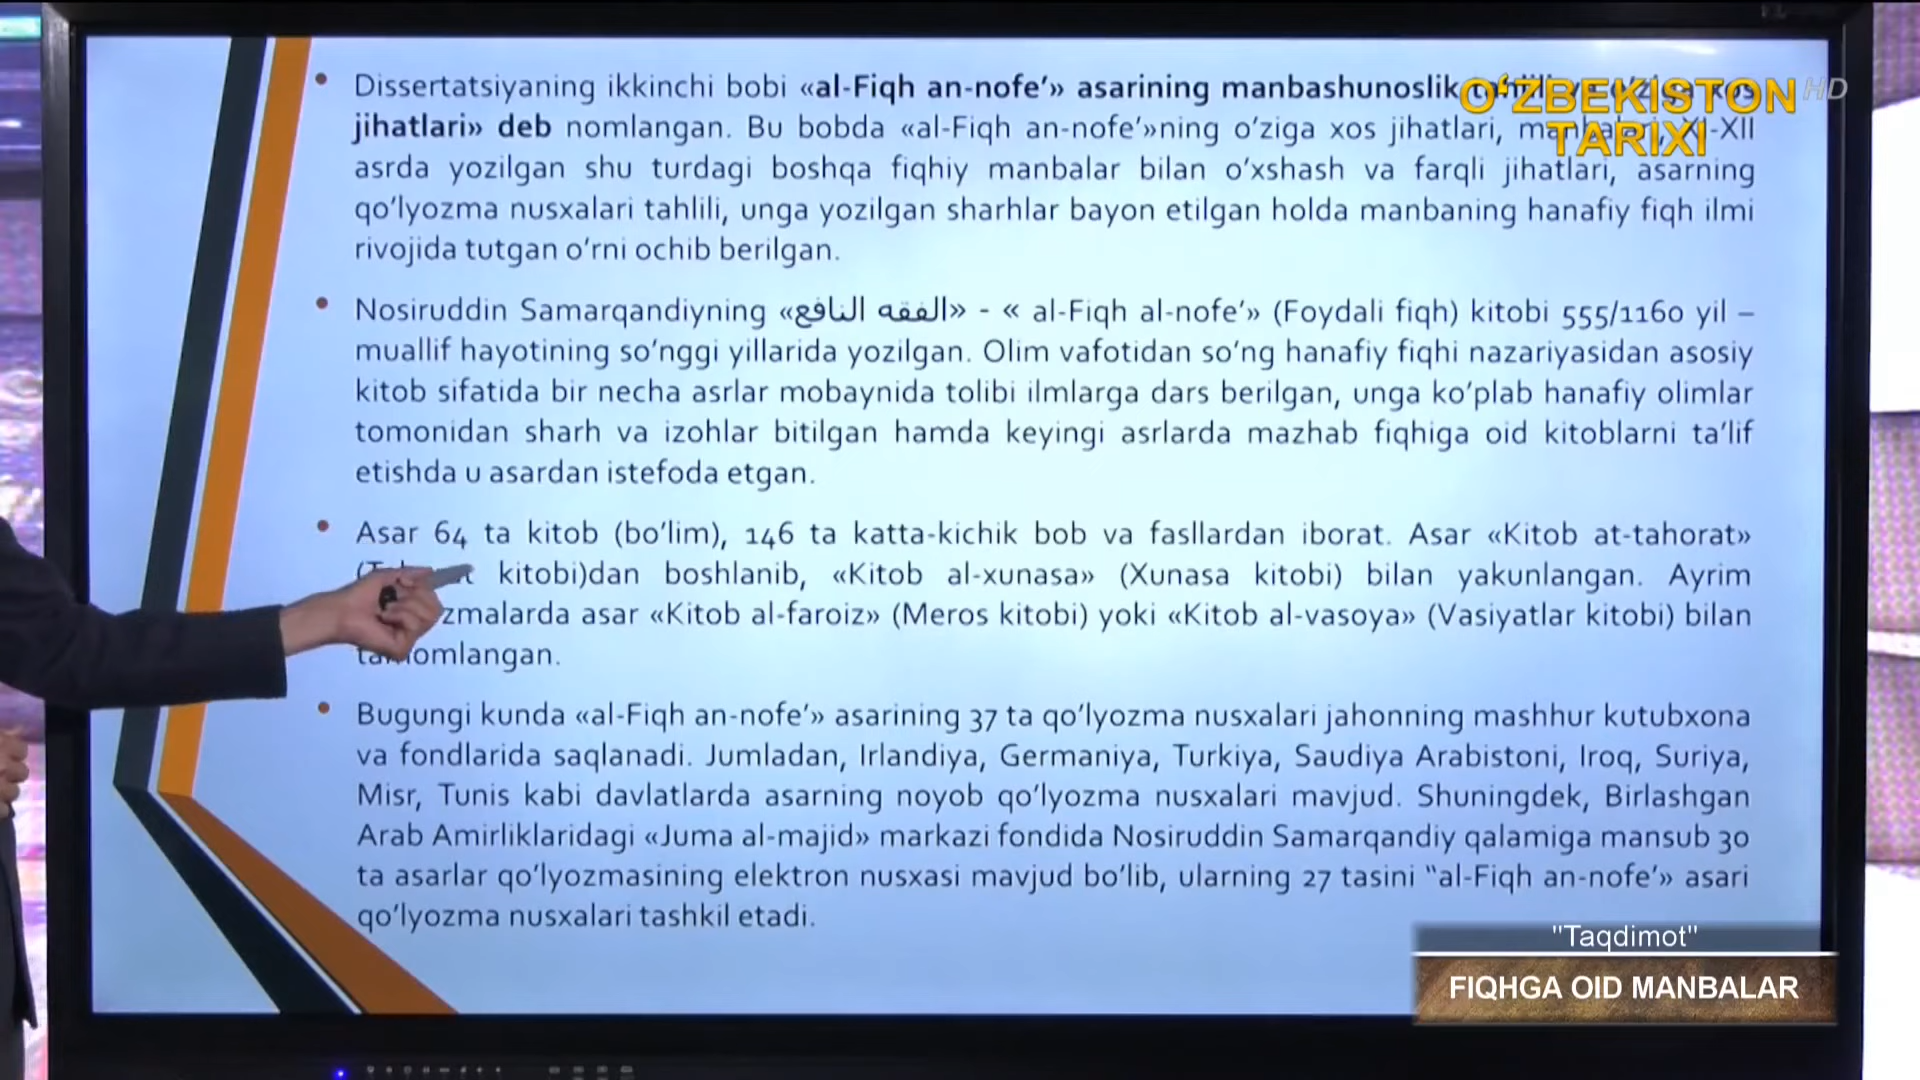 Dissertatsiyaning ikkinchi bobi «al-Fiqh an-nofe’» asarining manbashunoslik
O‘ZBEKISTON HD
TARIXI
jihatlari» deb nomlangan. Bu bobda «al-Fiqh an-nofe’»ning o‘ziga xos jihatlari, XI-XII
asrda yozilgan shu turdagi boshqa fiqhiy manbalar bilan o‘xshash va farqli jihatlari, asarning
qo‘lyozma nusxalari tahlili, unga yozilgan sharhlar bayon etilgan holda manbaning hanafiy fiqh ilmi
rivojida tutgan o‘rni ochib berilgan.
Nosiruddin Samarqandiyning «الفقه النافع» - « al-Fiqh al-nofe’» (Foydali fiqh) kitobi 555/1160 yil –
muallif hayotining so‘nggi yillarida yozilgan. Olim vafotidan so‘ng hanafiy fiqhi nazariyasidan asosiy
kitob sifatida bir necha asrlar mobaynida tolibi ilmlarga dars berilgan, unga ko‘plab hanafiy olimlar
tomonidan sharh va izohlar bitilgan hamda keyingi asrlarda mazhab fiqhiga oid kitoblarni ta’lif
etishda u asardan istefoda etgan.
Asar 64 ta kitob (bo‘lim), 146 ta katta-kichik bob va fasllardan iborat. Asar «Kitob at-tahorat»
kitobi)dan boshlanib, «Kitob al-xunasa» (Xunasa kitobi) bilan yakunlangan. Ayrim
zmalarda asar «Kitob al-faroiz» (Meros kitobi) yoki «Kitob al-vasoya» (Vasiyatlar kitobi) bilan
tamomlangan.
Bugungi kunda «al-Fiqh an-nofe’» asarining 37 ta qo‘lyozma nusxalari jahonning mashhur kutubxona
va fondlarida saqlanadi. Jumladan, Irlandiya, Germaniya, Turkiya, Saudiya Arabistoni, Iroq, Suriya,
Misr, Tunis kabi davlatlarda asarning noyob qo‘lyozma nusxalari mavjud. Shuningdek, Birlashgan
Arab Amirliklaridagi «Juma al-majid» markazi fondida Nosiruddin Samarqandiy qalamiga mansub 30
ta asarlar qo‘lyozmasining elektron nusxasi mavjud bo‘lib, ularning 27 tasini “al-Fiqh an-nofe’» asari
qo‘lyozma nusxalari tashkil etadi.
"Taqdimot"
FIQHGA OID MANBALAR